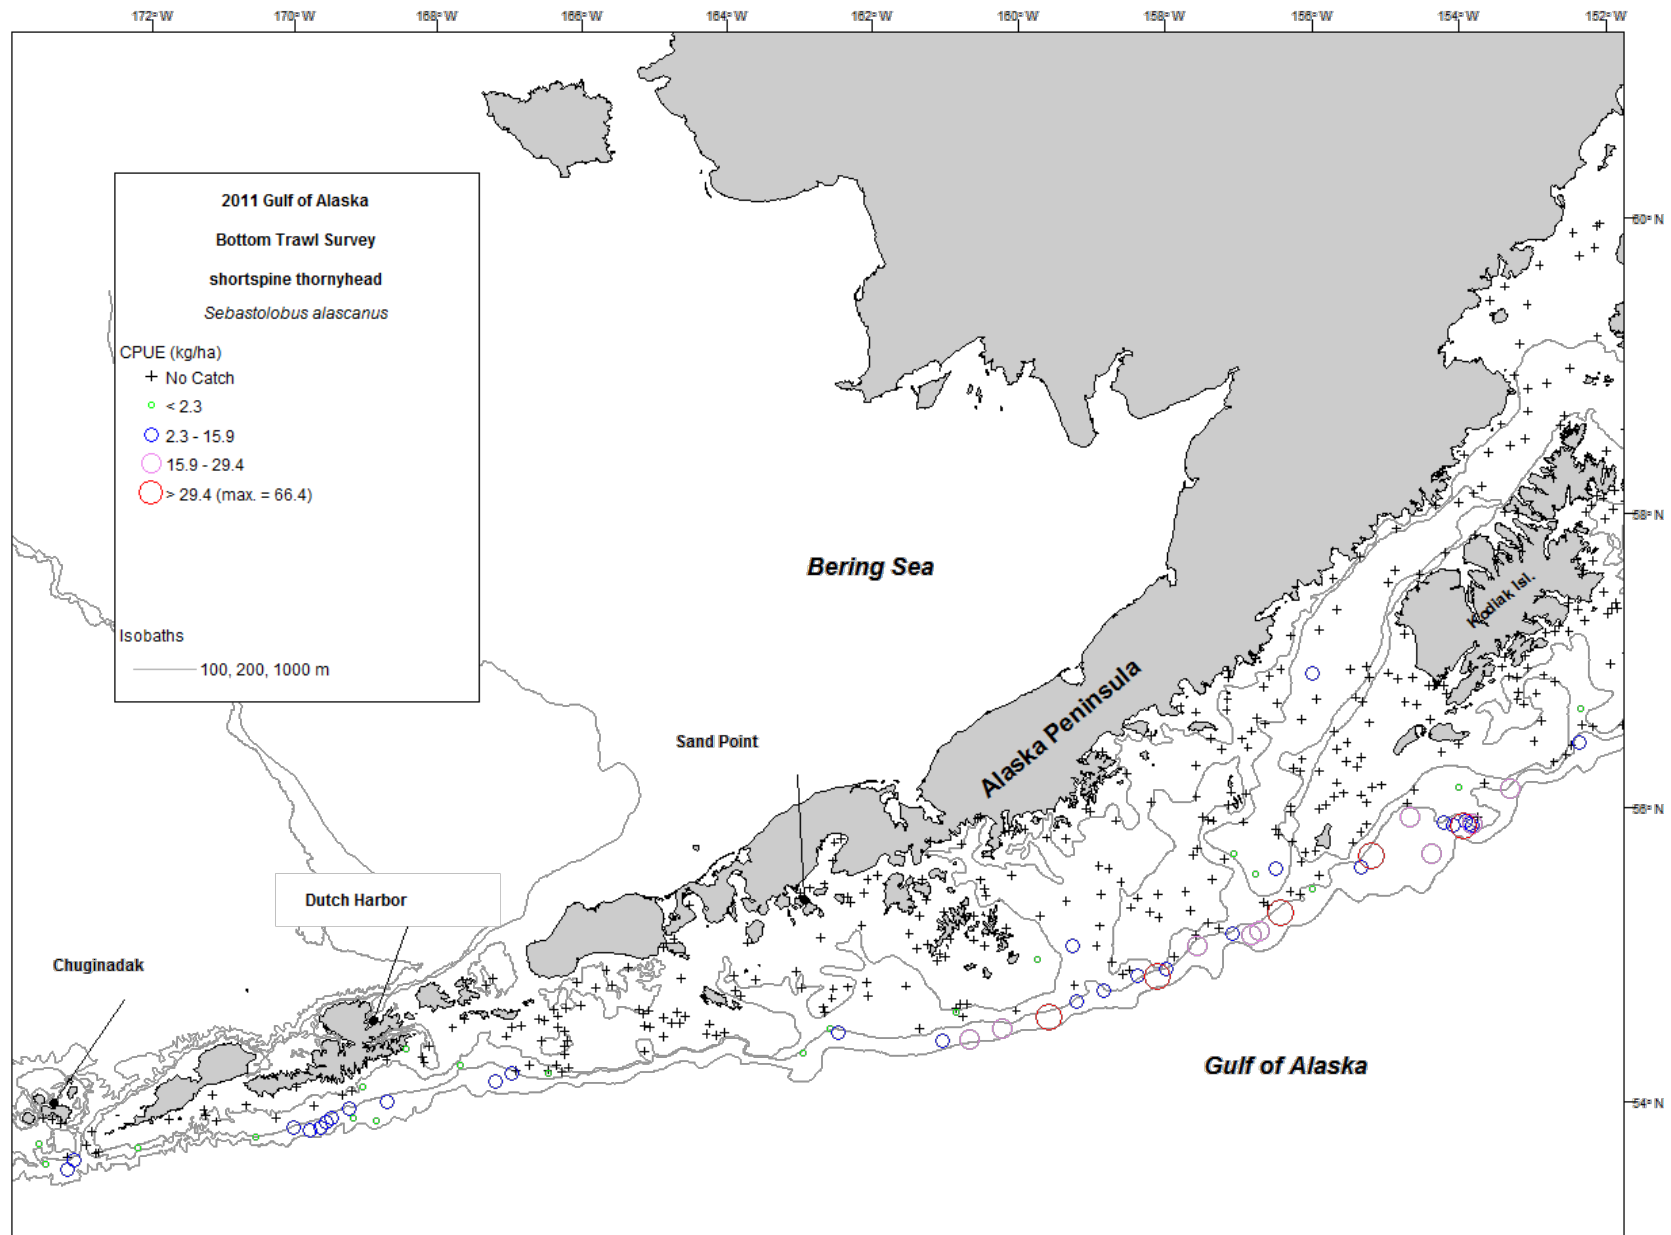 172° W 170° W 168° W 166° W 164° W 162° W 160° W 158° W 156° W 154° W 152° W
2011 Gulf of Alaska
Bottom Trawl Survey
shortspine thornyhead
Sebastolobus alascanus
CPUE (kg/ha)
No Catch
< 2.3
2.3 - 15.9
15.9 - 29.4
> 29.4 (max. = 66.4)
Isobaths
100, 200, 1000 m
60° N
58° N
Bering Sea
Kodiak Isl.
Alaska Peninsula
Sand Point
56° N
Dutch Harbor
Chuginadak
Gulf of Alaska
54° N